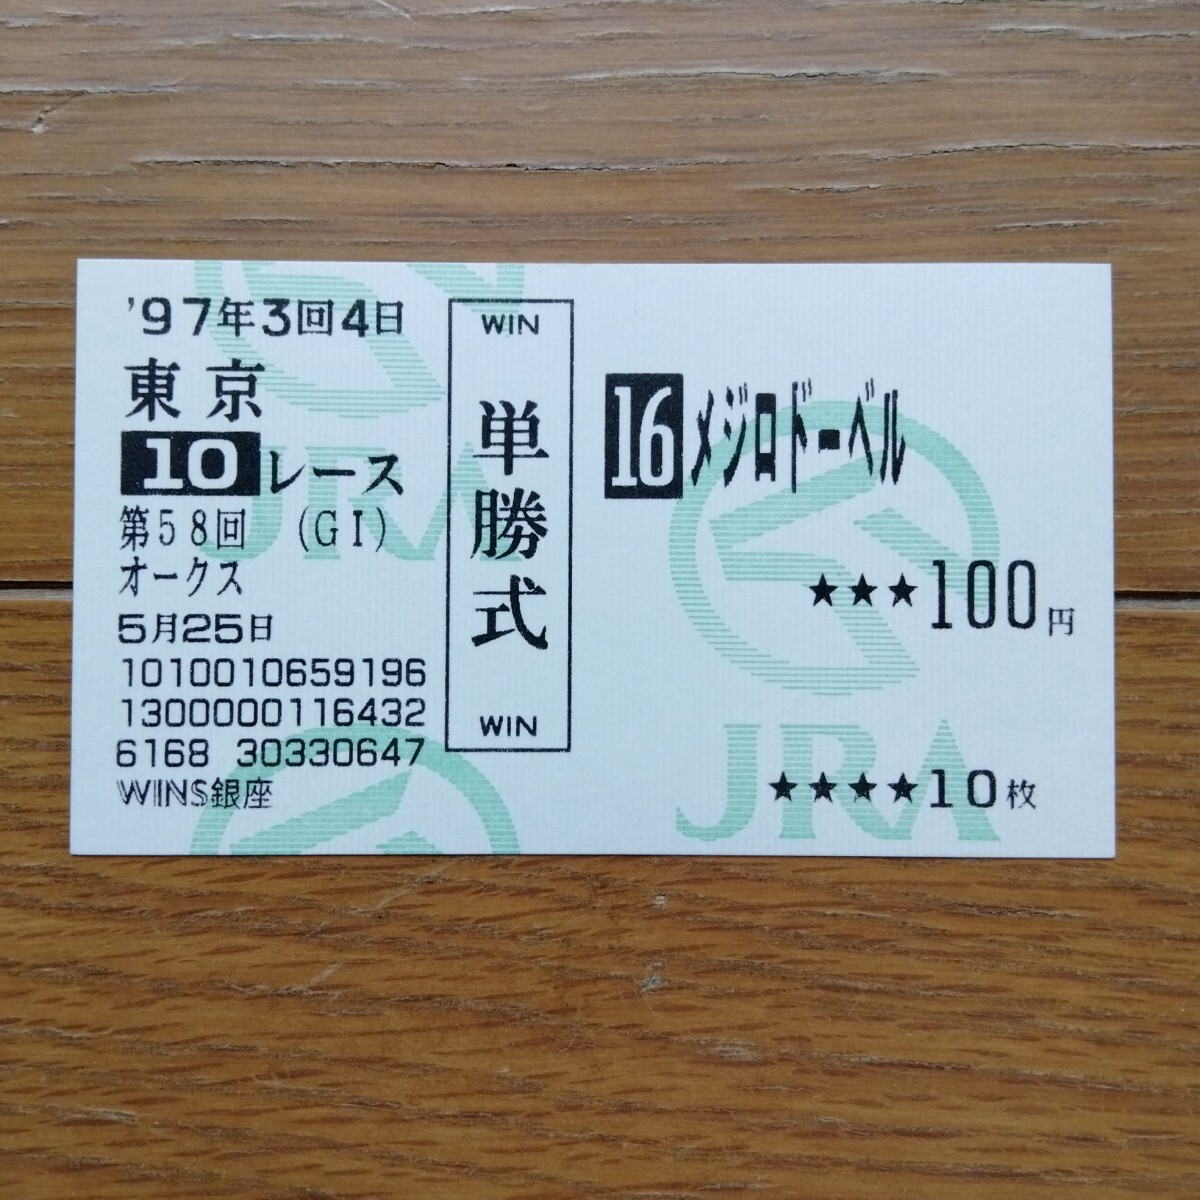 '97年3回4日
東京
10レース
第58回 (GI)
オークス
5月25日
1010010659196
1300000116432
6168 30330647
WINS銀座
WIN
単勝式
WIN
16メジロドーベル
★★★100円
★★★★10枚
JRA
JRA